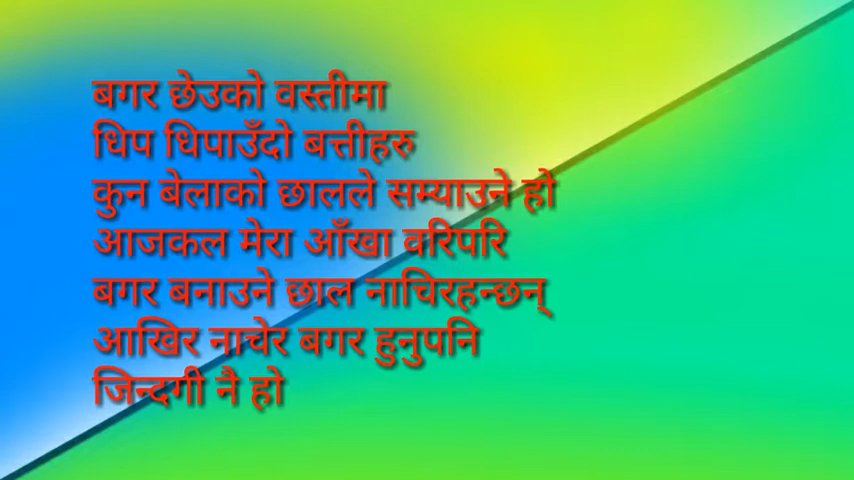 बगर छेउको वस्तीमा
धिप धिपाउँदो बत्तीहरु
कुन बेलाको छालले सम्याउने हो
आजकल मेरा आँखा वरिपरि
बगर बनाउने छाल नाचिरहन्छन्
आखिर नाचेर बगर हुनुपनि
जिन्दगी नै हो